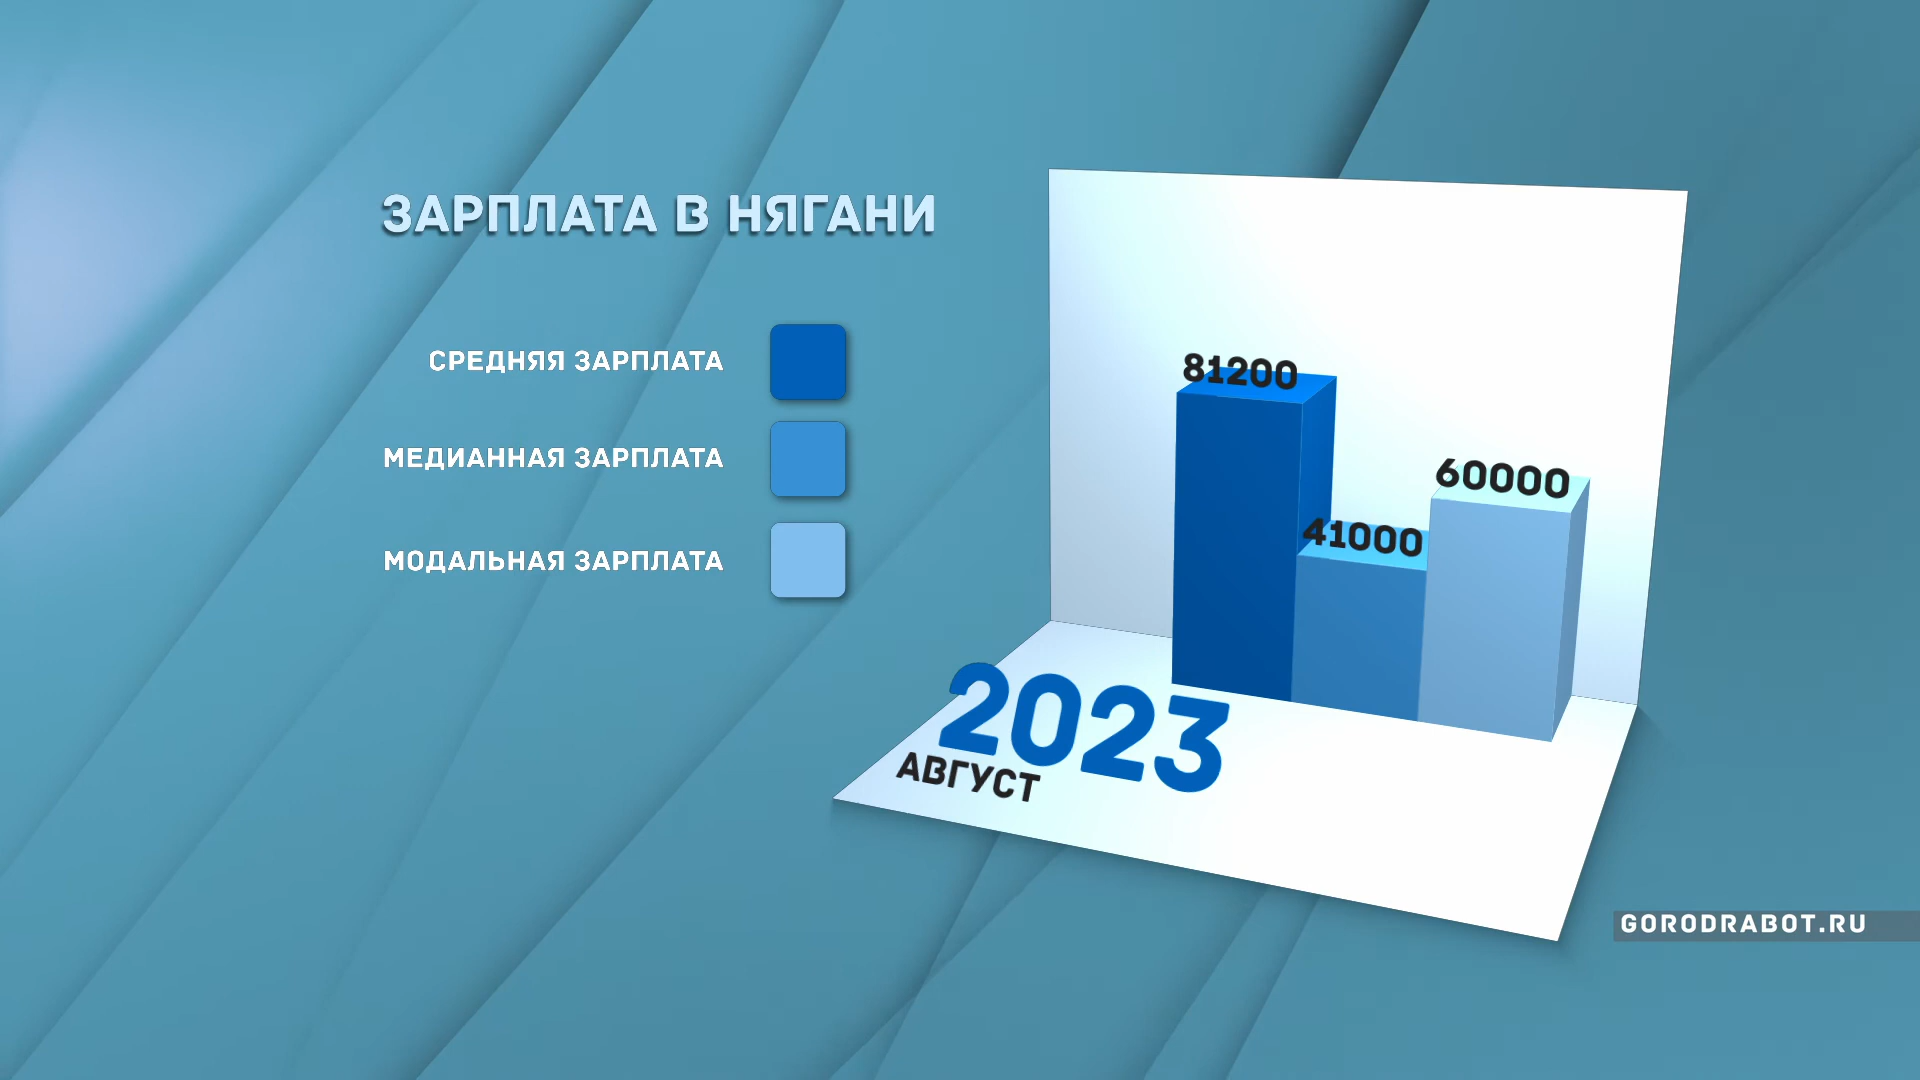 ЗАРПЛАТА В НЯГАНИ
СРЕДНЯЯ ЗАРПЛАТА
МЕДИАННАЯ ЗАРПЛАТА
МОДАЛЬНАЯ ЗАРПЛАТА
81200
41000
60000
2023
АВГУСТ
GORODRABOT.RU